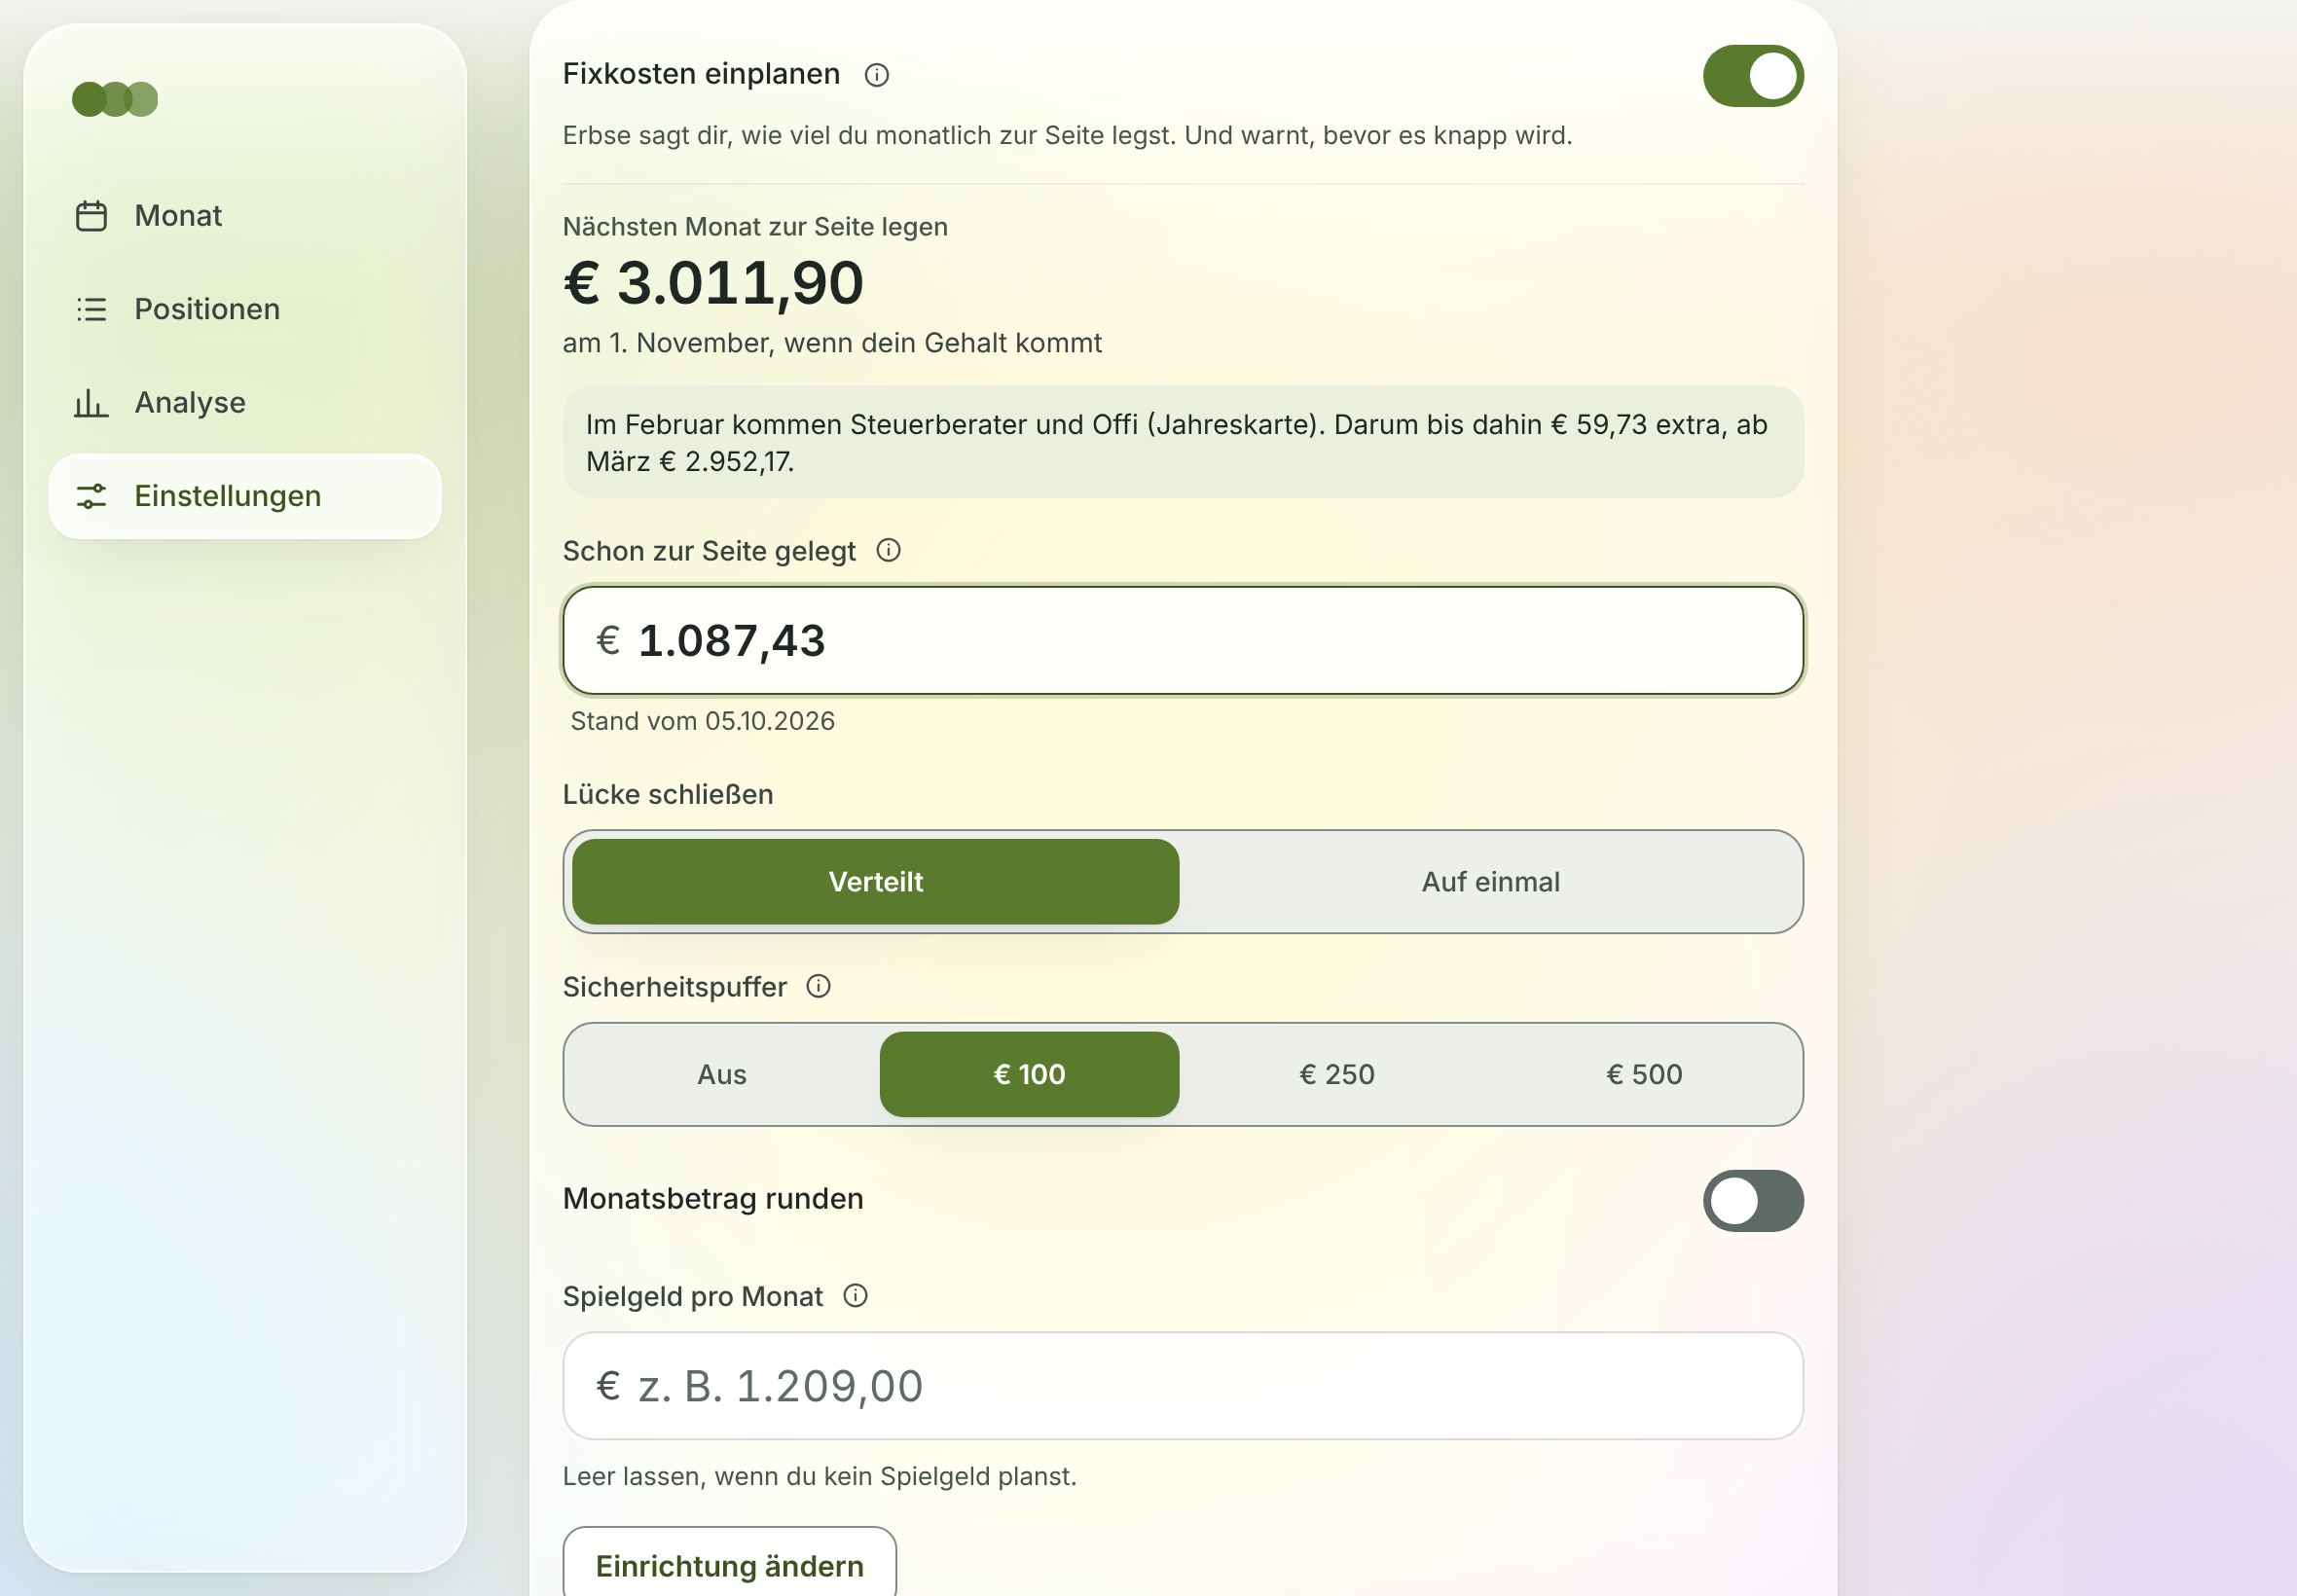 Monat
Positionen
Analyse
Einstellungen
Fixkosten einplanen
Erbse sagt dir, wie viel du monatlich zur Seite legst. Und warnt, bevor es knapp wird.
Nächsten Monat zur Seite legen
€ 3.011,90
am 1. November, wenn dein Gehalt kommt
Im Februar kommen Steuerberater und Offi (Jahreskarte). Darum bis dahin € 59,73 extra, ab
März € 2.952,17.
Schon zur Seite gelegt
€ 1.087,43
Stand vom 05.10.2026
Lücke schließen
Verteilt Auf einmal
Sicherheitspuffer
Aus € 100 € 250 € 500
Monatsbetrag runden
Spielgeld pro Monat
€ z. B. 1.209,00
Leer lassen, wenn du kein Spielgeld planst.
Einrichtung ändern